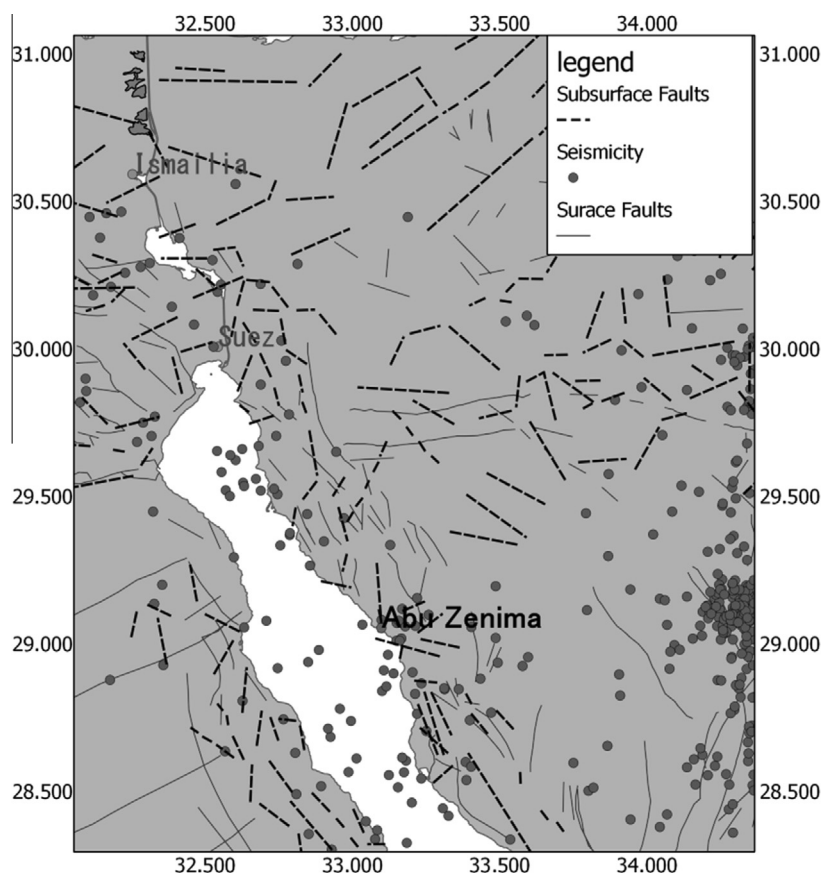 32.500 33.000 33.500 34.000
31.000 31.000
legend
Subsurface Faults
Seismicity
Surace Faults
Ismallia
30.500 30.500
Suez
30.000 30.000
29.500 29.500
Abu Zenima
29.000 29.000
28.500 28.500
32.500 33.000 33.500 34.000